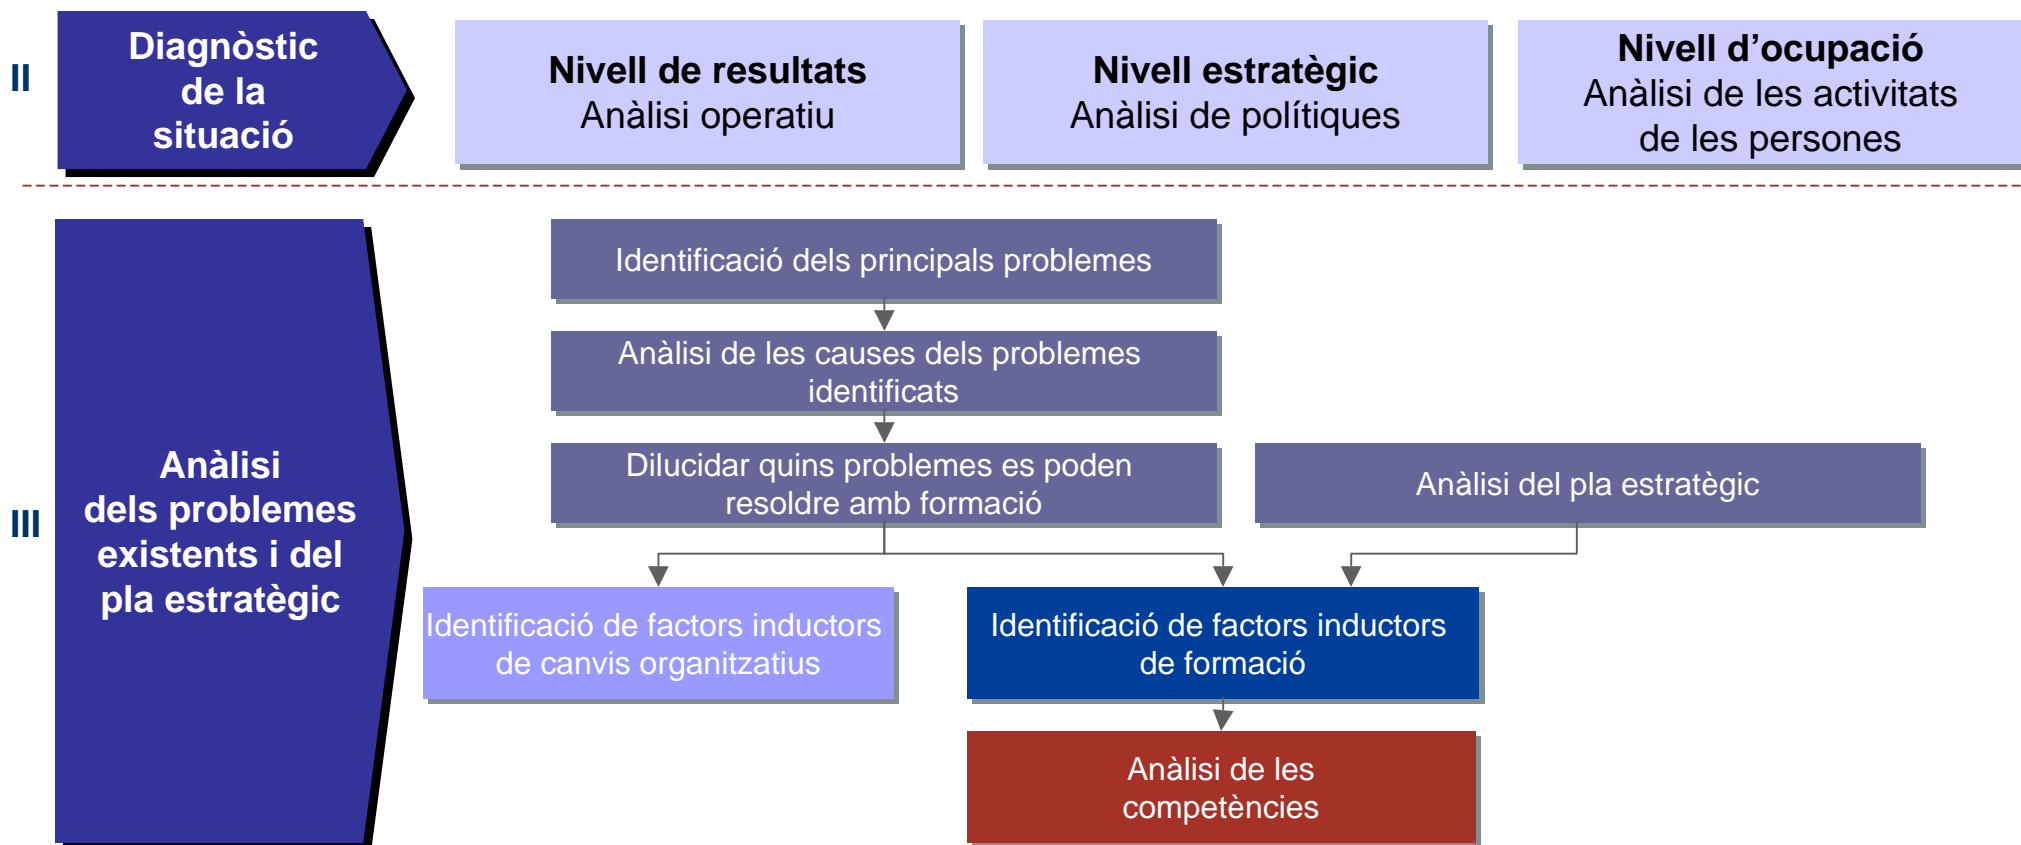 II
Diagnòstic
de la
situació
Nivell de resultats
Anàlisi operatiu
Nivell estratègic
Anàlisi de polítiques
Nivell d’ocupació
Anàlisi de les activitats
de les persones
III
Anàlisi
dels problemes
existents i del
pla estratègic
Identificació dels principals problemes
Anàlisi de les causes dels problemes
identificats
Dilucidar quins problemes es poden
resoldre amb formació
Anàlisi del pla estratègic
Identificació de factors inductors
de canvis organitzatius
Identificació de factors inductors
de formació
Anàlisi de les
competències